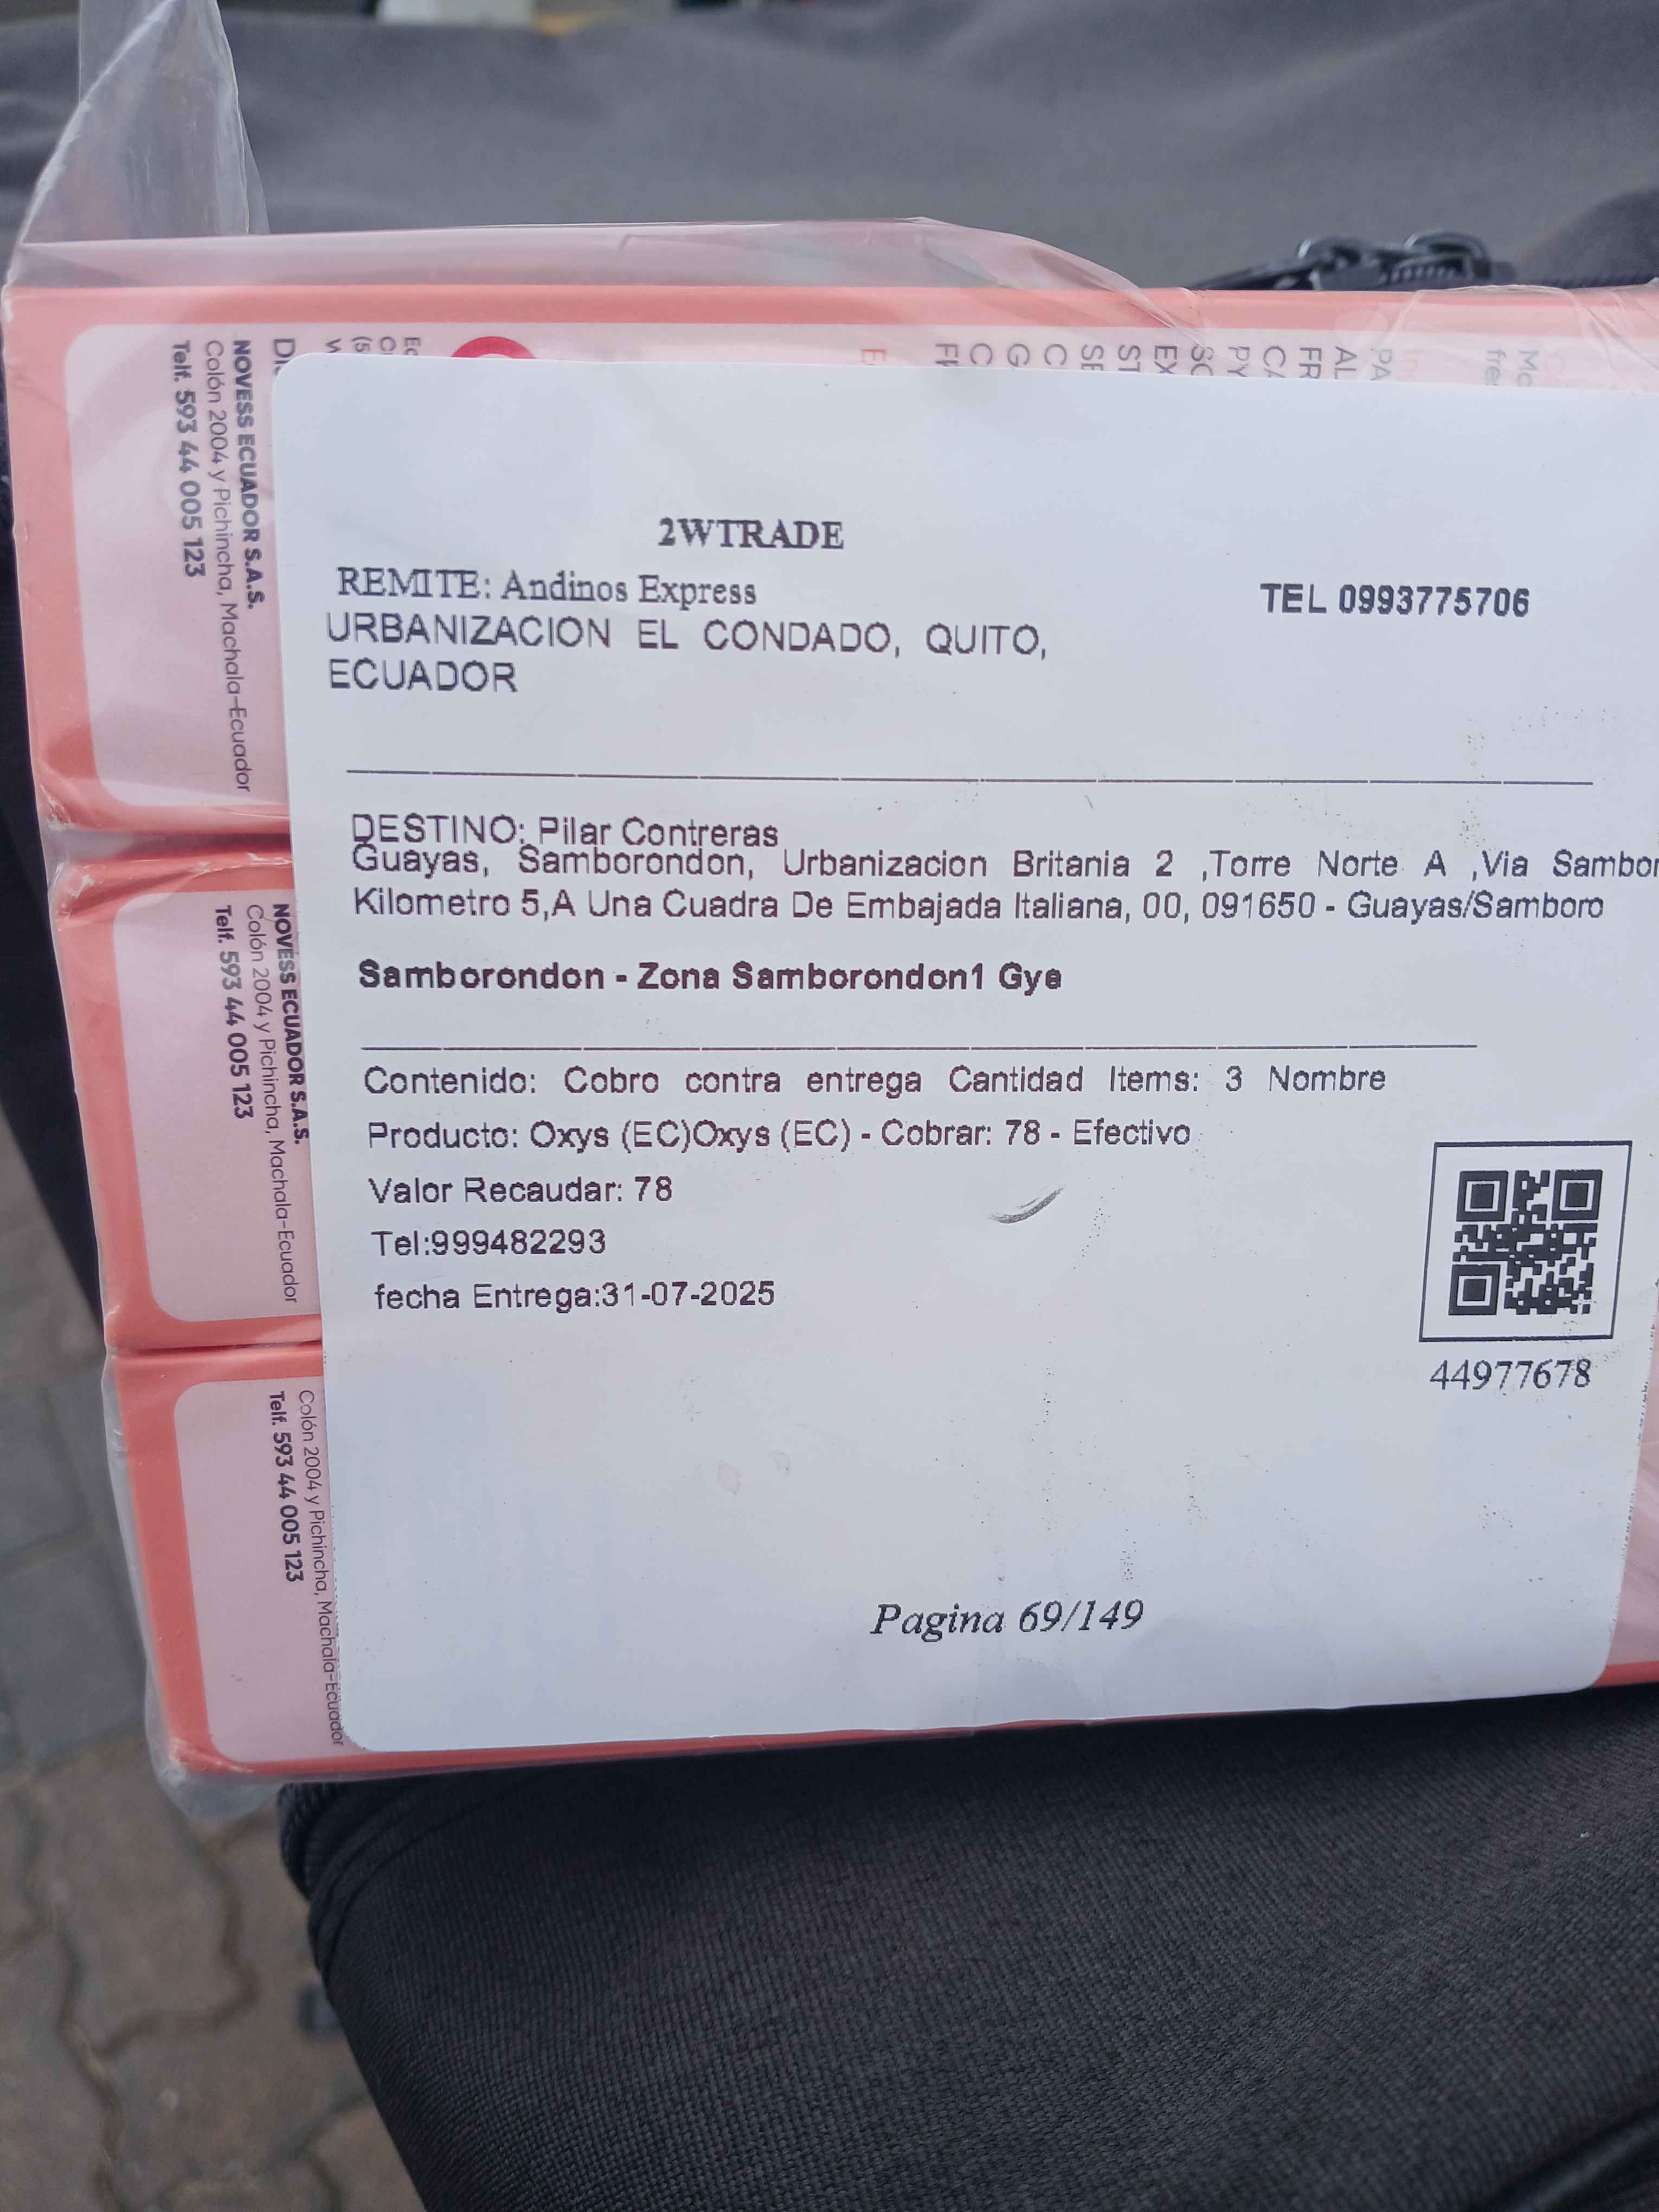 2WTRADE
REMITE: Andinos Express
TEL 0993775706
URBANIZACION EL CONDADO, QUITO,
ECUADOR
DESTINO: Pilar Contreras
Guayas, Samborondon, Urbanizacion Britania 2 ,Torre Norte A ,Via Sambor
Kilometro 5,A Una Cuadra De Embajada Italiana, 00, 091650 - Guayas/Samboro
Samborondon - Zona Samborondon1 Gye
Contenido: Cobro contra entrega Cantidad Items: 3 Nombre
Producto: Oxys (EC)Oxys (EC) - Cobrar: 78 - Efectivo
Valor Recaudar: 78
Tel:999482293
fecha Entrega:31-07-2025
44977678
Pagina 69/149
NOVESS ECUADOR S.A.S.
Colón 2004 y Pichincha, Machala-Ecuador
Telf. 593 44 005 123
NOVESS ECUADOR S.A.S.
Colón 2004 y Pichincha, Machala-Ecuador
Telf. 593 44 005 123
Colón 2004 y Pichincha, Machala-Ecuador
Telf. 593 44 005 123